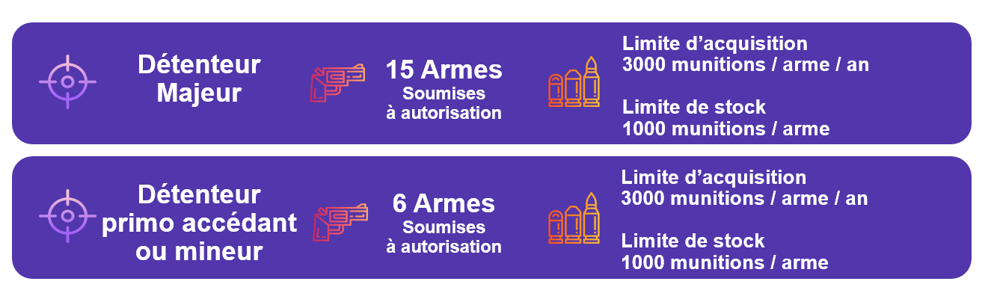 Détenteur
Majeur
15 Armes
Soumises
à autorisation
Limite d’acquisition
3000 munitions / arme / an
Limite de stock
1000 munitions / arme
Détenteur
primo accédant
ou mineur
6 Armes
Soumises
à autorisation
Limite d’acquisition
3000 munitions / arme / an
Limite de stock
1000 munitions / arme